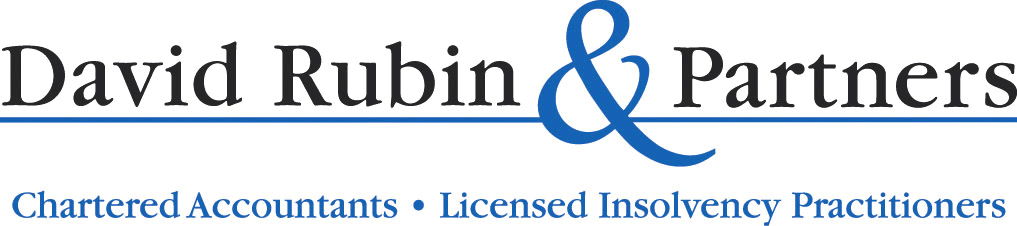 David Rubin & Partners
Chartered Accountants • Licensed Insolvency Practitioners